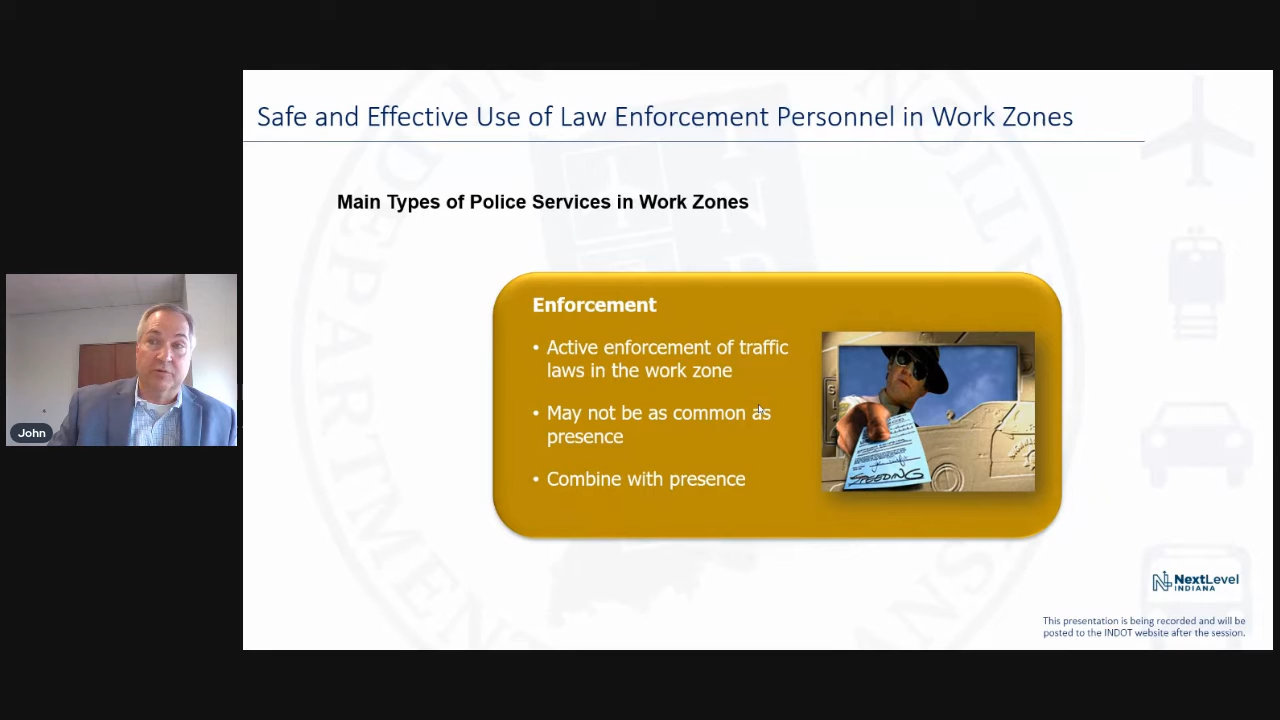 Safe and Effective Use of Law Enforcement Personnel in Work Zones
Main Types of Police Services in Work Zones
Enforcement
• Active enforcement of traffic
laws in the work zone
• May not be as common as
presence
• Combine with presence
SPEEDING
John
NextLevel
INDIANA
This presentation is being recorded and will be
posted to the INDOT website after the session.